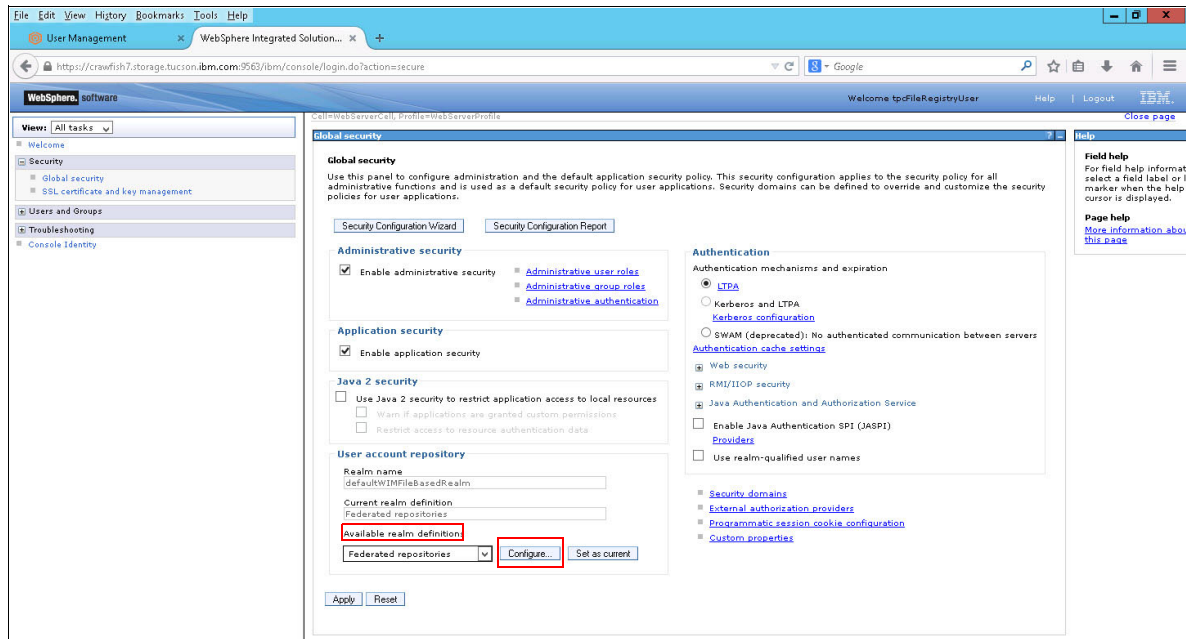 File Edit View History Bookmarks Tools Help
User Management × WebSphere Integrated Solution... × +
https://crawfish7.storage.tucson.ibm.com:9563/ibm/console/login.do?action=secure
Google
WebSphere. software
Welcome tpcFileRegistryUser Help | Logout IBM.
View: All tasks
Welcome
Security
Global security
SSL certificate and key management
Users and Groups
Troubleshooting
Console Identity
Cell=WebServerCell, Profile=WebServerProfile
Close page
Global security ? –
Global security
Use this panel to configure administration and the default application security policy. This security configuration applies to the security policy for all
administrative functions and is used as a default security policy for user applications. Security domains can be defined to override and customize the security
policies for user applications.
Security Configuration Wizard Security Configuration Report
Administrative security
Enable administrative security
Administrative user roles
Administrative group roles
Administrative authentication
Application security
Enable application security
Java 2 security
Use Java 2 security to restrict application access to local resources
Warn if applications are granted custom permissions
Restrict access to resource authentication data
User account repository
Realm name
defaultWIMFileBasedRealm
Current realm definition
Federated repositories
Available realm definitions
Federated repositories Configure... Set as current
Apply Reset
Authentication
Authentication mechanisms and expiration
LTPA
Kerberos and LTPA
Kerberos configuration
SWAM (deprecated): No authenticated communication between servers
Authentication cache settings
Web security
RMI/IIOP security
Java Authentication and Authorization Service
Enable Java Authentication SPI (JASPI)
Providers
Use realm-qualified user names
Security domains
External authorization providers
Programmatic session cookie configuration
Custom properties
Help
Field help
For field help informat
select a field label or l
marker when the help
cursor is displayed.
Page help
More information abou
this page